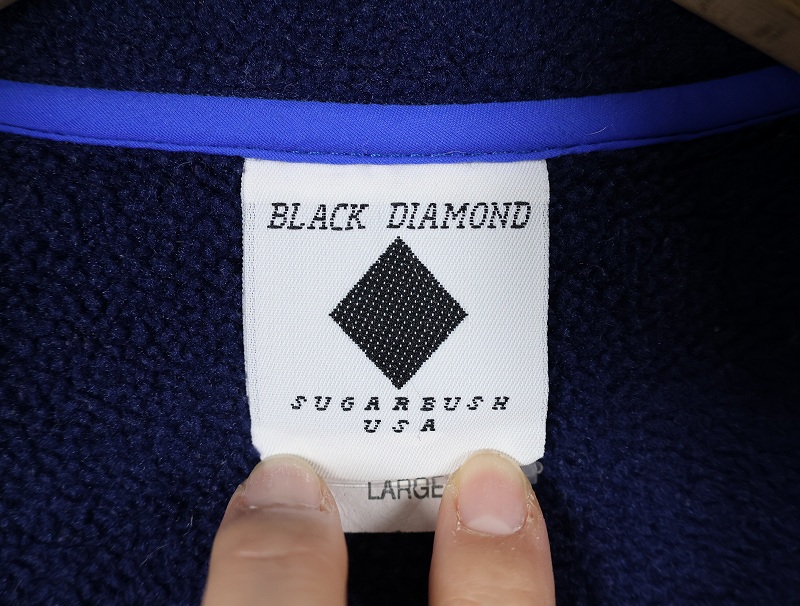 BLACK DIAMOND
SUGARBUSH
USA
LARGE